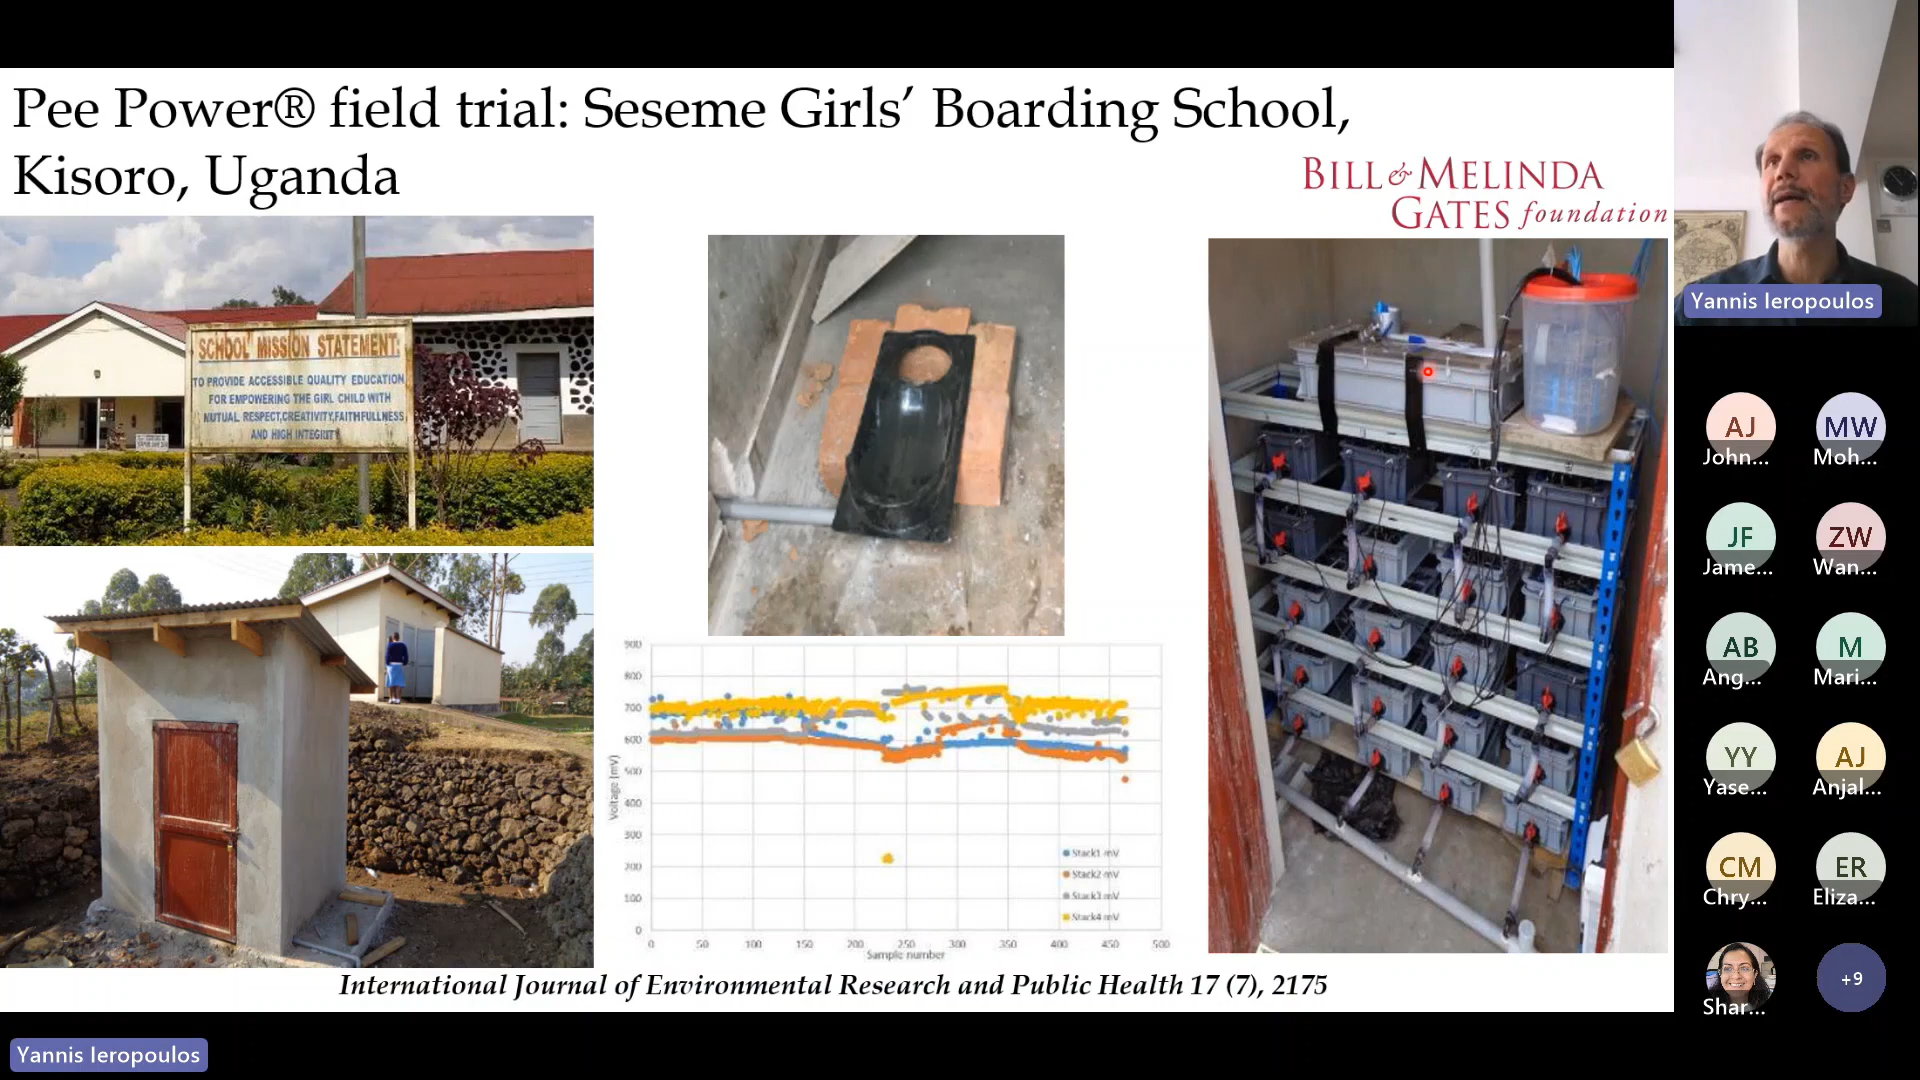 Pee Power® field trial: Seseme Girls’ Boarding School,
Kisoro, Uganda
BILL & MELINDA
GATES foundation
SCHOOL MISSION STATEMENT:
TO PROVIDE ACCESSIBLE QUALITY EDUCATION
FOR EMPOWERING THE GIRL CHILD WITH
MUTUAL RESPECT,CREATIVITY,FAITHFULLNESS
AND HIGH INTEGRITY
900
800
700
600
500
400
300
200
100
0
Voltage (mV)
Stack1 mV
Stack2 mV
Stack3 mV
Stack4 mV
0 50 100 150 200 250 300 350 400 450 500
Sample number
International Journal of Environmental Research and Public Health 17 (7), 2175
Yannis Ieropoulos
Yannis Ieropoulos
AJ MW
John... Moh...
JF ZW
Jame... Wan...
AB M
Ang... Mari...
YY AJ
Yase... Anjal...
CM ER
Chry... Eliza...
Shar... +9